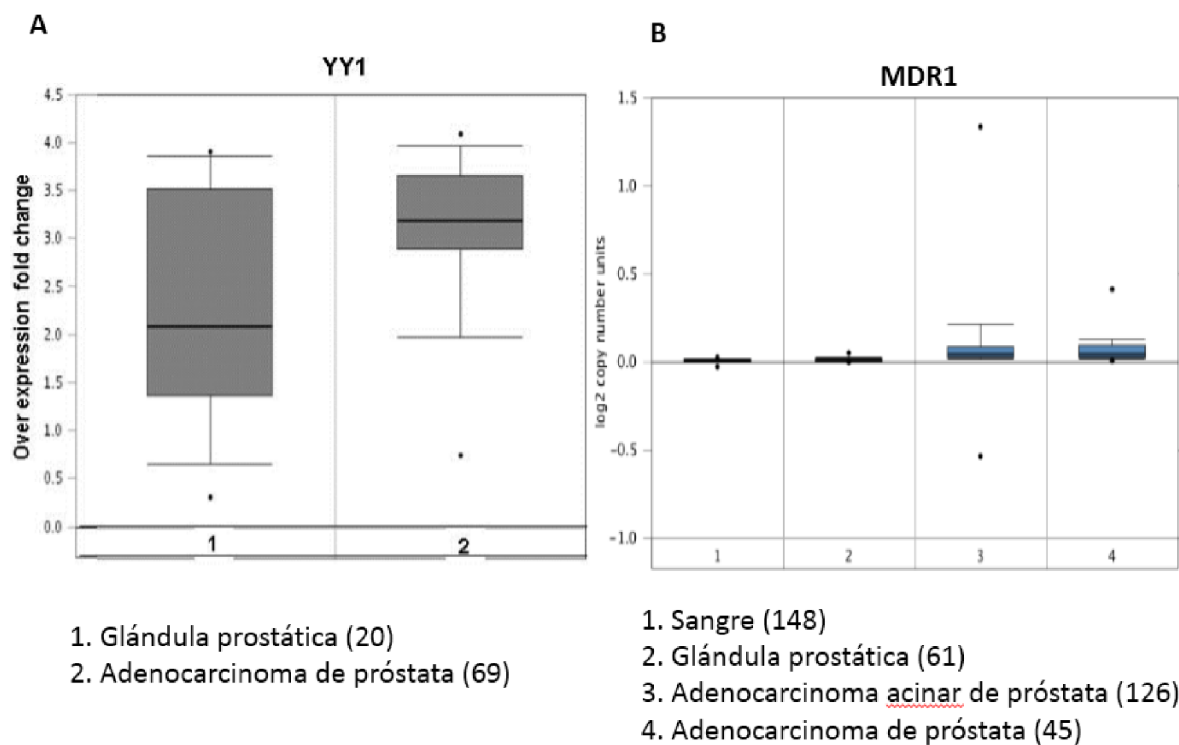 A
YY1
4.5
4.0
3.5
3.0
2.5
2.0
1.5
1.0
0.5
0.0
Over expression fold change
1
2
1. Glándula prostática (20)
2. Adenocarcinoma de próstata (69)
B
MDR1
1.5
1.0
0.5
0.0
−0.5
−1.0
log2 copy number units
1
2
3
4
1. Sangre (148)
2. Glándula prostática (61)
3. Adenocarcinoma acinar de próstata (126)
4. Adenocarcinoma de próstata (45)